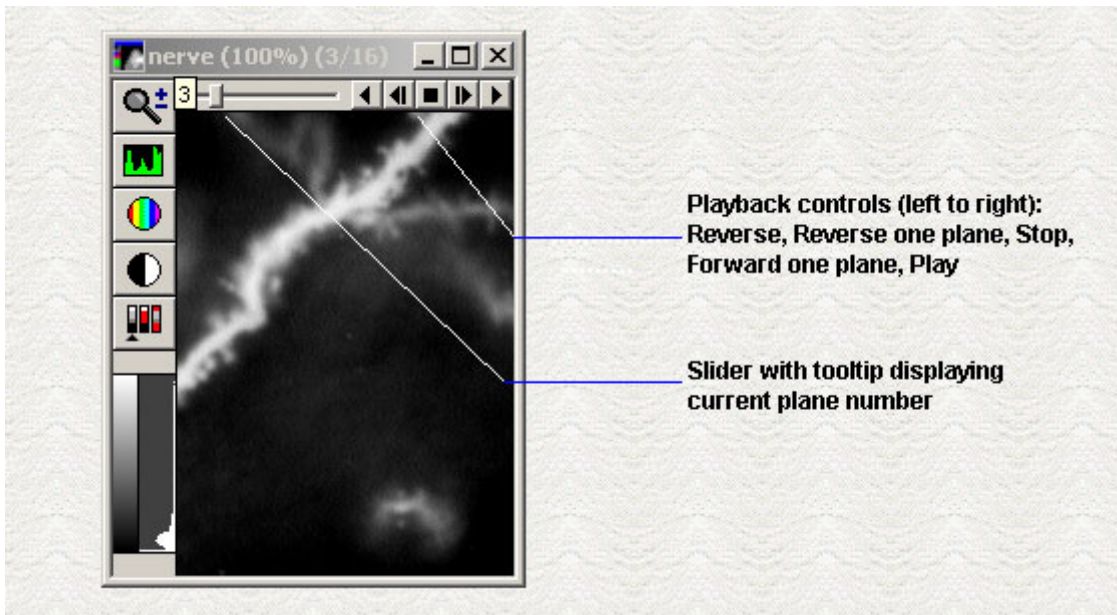 nerve (100%) (3/16)
3
Playback controls (left to right):
Reverse, Reverse one plane, Stop,
Forward one plane, Play
Slider with tooltip displaying
current plane number